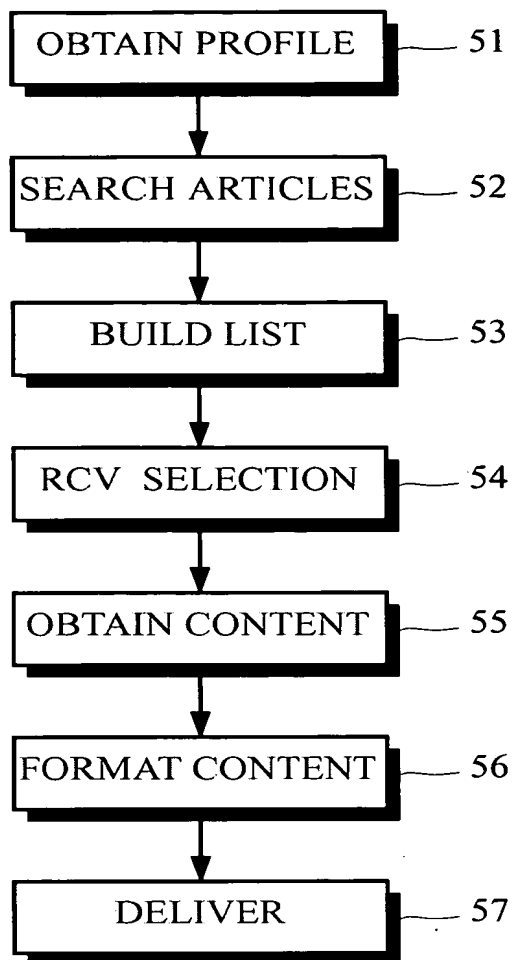 OBTAIN PROFILE 51
SEARCH ARTICLES 52
BUILD LIST 53
RCV SELECTION 54
OBTAIN CONTENT 55
FORMAT CONTENT 56
DELIVER 57